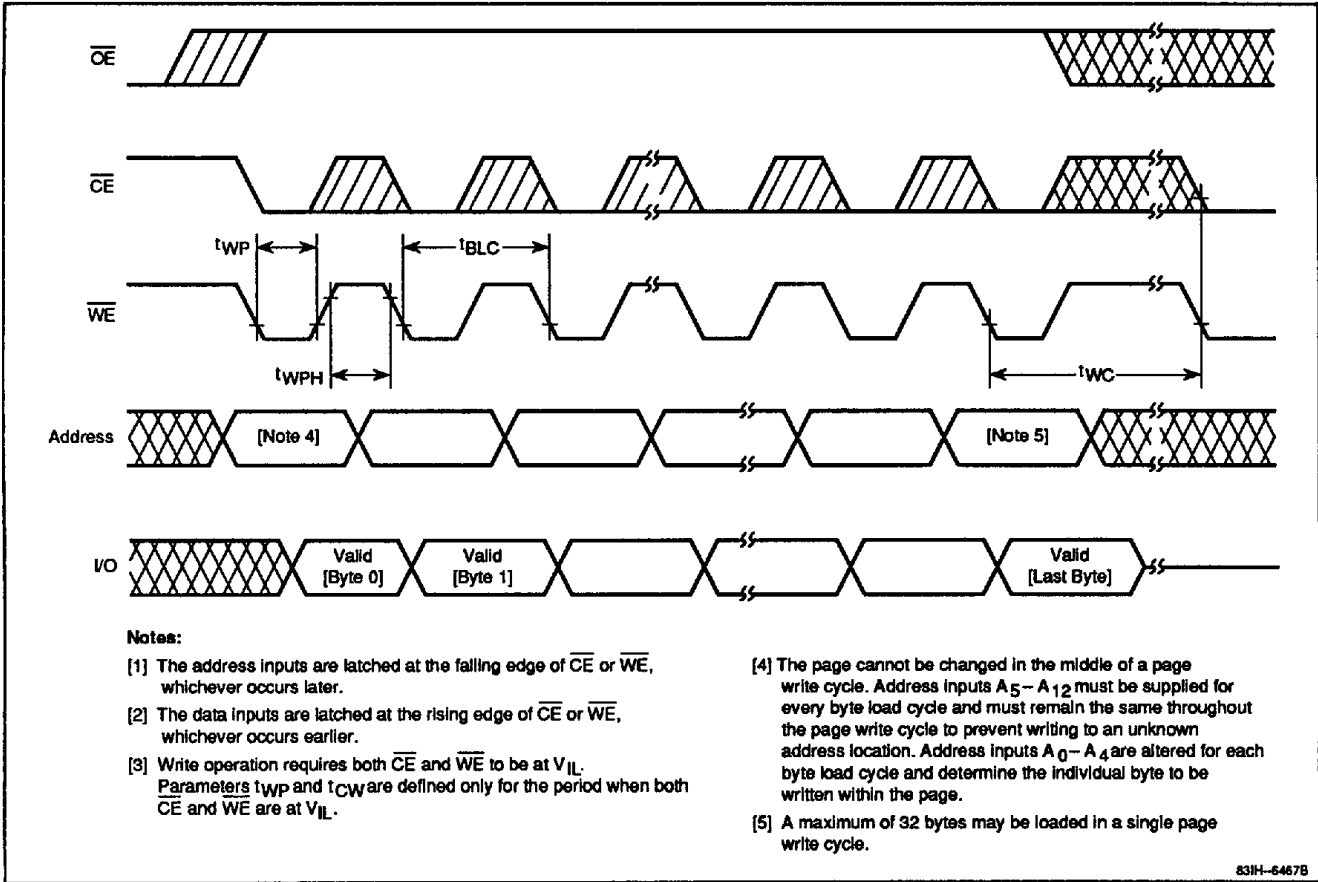 OE
CE
tWP
tBLC
WE
tWPH
tWC
Address
[Note 4]
[Note 5]
I/O
Valid
[Byte 0]
Valid
[Byte 1]
Valid
[Last Byte]
Notes:
[1] The address inputs are latched at the falling edge of CE or WE,
whichever occurs later.
[2] The data inputs are latched at the rising edge of CE or WE,
whichever occurs earlier.
[3] Write operation requires both CE and WE to be at VIL.
Parameters tWP and tCW are defined only for the period when both
CE and WE are at VIL.
[4] The page cannot be changed in the middle of a page
write cycle. Address inputs A5–A12 must be supplied for
every byte load cycle and must remain the same throughout
the page write cycle to prevent writing to an unknown
address location. Address inputs A0–A4 are altered for each
byte load cycle and determine the individual byte to be
written within the page.
[5] A maximum of 32 bytes may be loaded in a single page
write cycle.
83IH–6467B